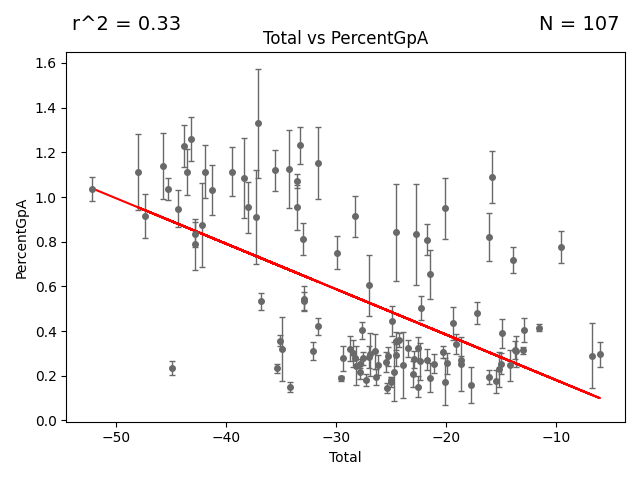 r^2 = 0.33
N = 107
Total vs PercentGpA
1.6
1.4
1.2
1.0
0.8
0.6
0.4
0.2
0.0
PercentGpA
−50
−40
−30
−20
−10
Total